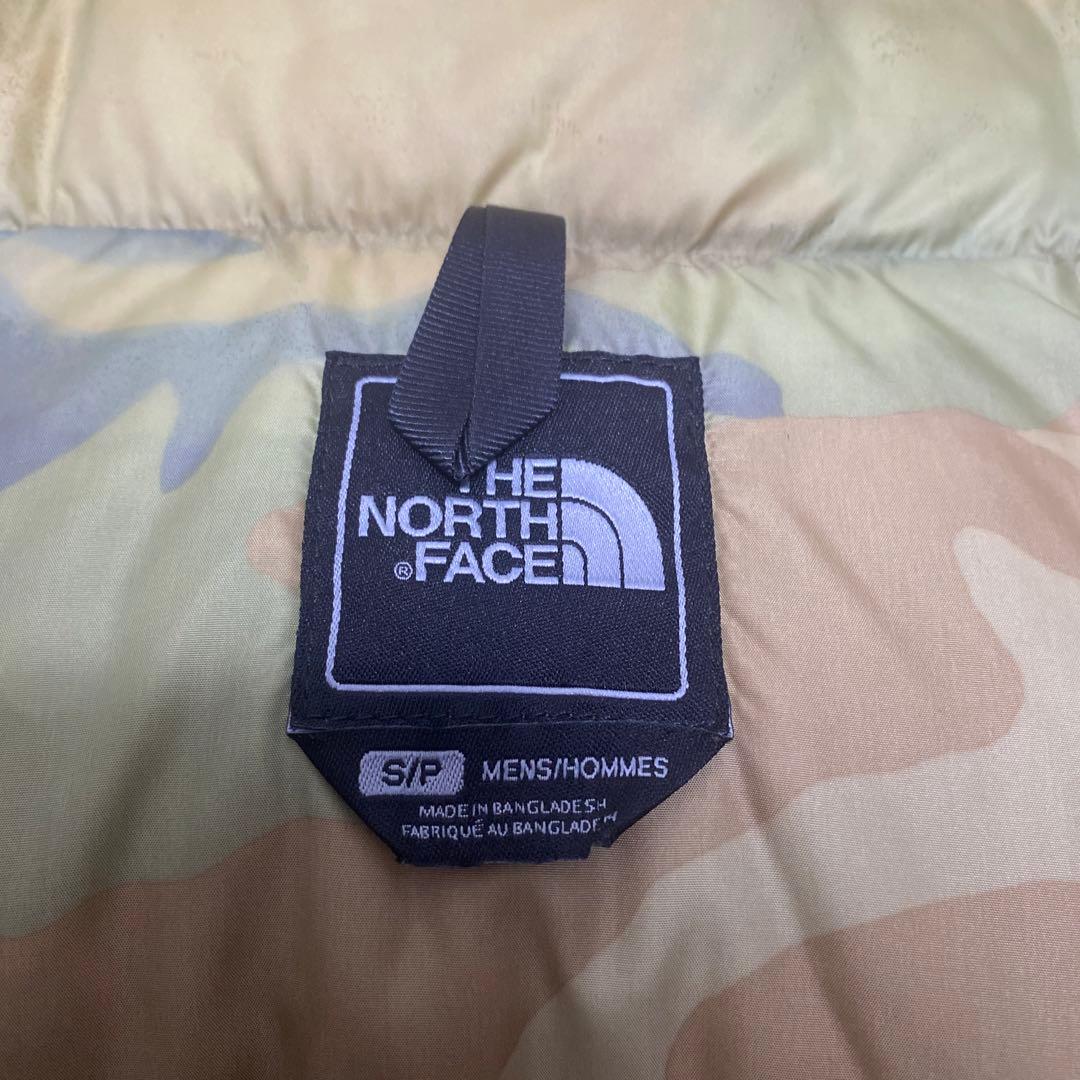 THE
NORTH
®FACE
S/P MENS/HOMMES
MADE IN BANGLADESH
FABRIQUÉ AU BANGLADESH